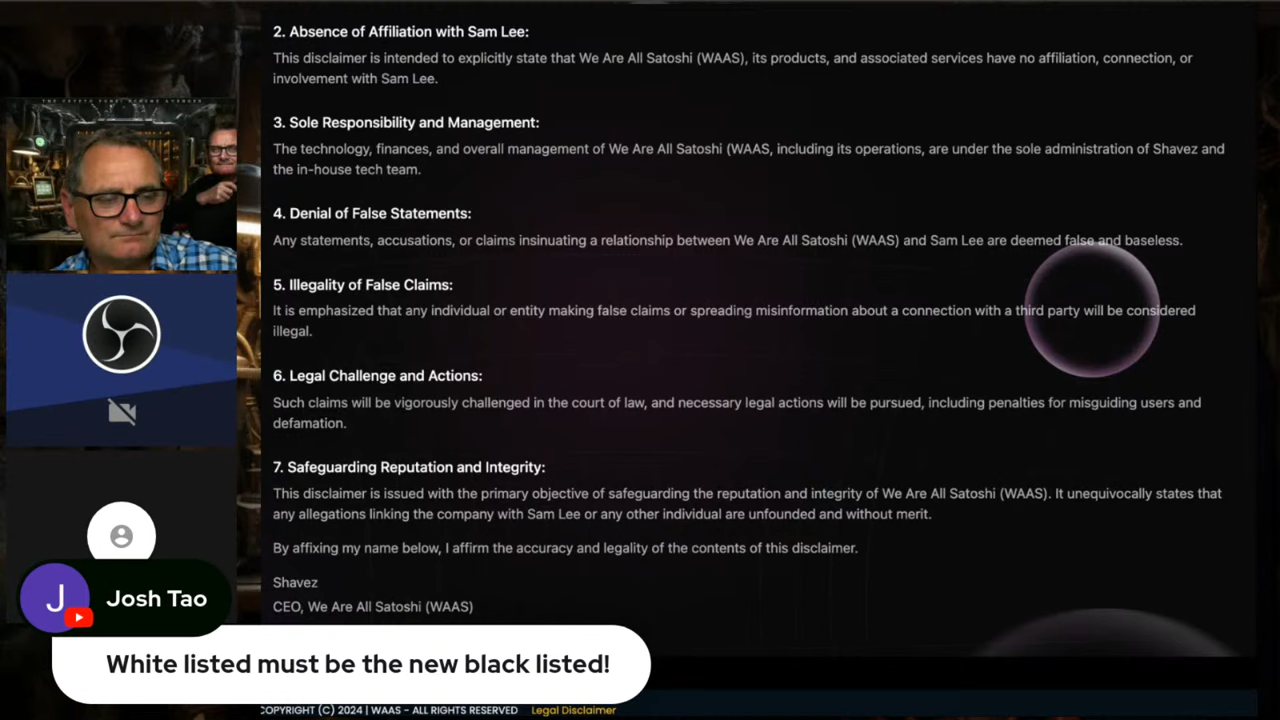 2. Absence of Affiliation with Sam Lee:
This disclaimer is intended to explicitly state that We Are All Satoshi (WAAS), its products, and associated services have no affiliation, connection, or
involvement with Sam Lee.
3. Sole Responsibility and Management:
The technology, finances, and overall management of We Are All Satoshi (WAAS, including its operations, are under the sole administration of Shavez and
the in-house tech team.
4. Denial of False Statements:
Any statements, accusations, or claims insinuating a relationship between We Are All Satoshi (WAAS) and Sam Lee are deemed false and baseless.
5. Illegality of False Claims:
It is emphasized that any individual or entity making false claims or spreading misinformation about a connection with a third party will be considered
illegal.
6. Legal Challenge and Actions:
Such claims will be vigorously challenged in the court of law, and necessary legal actions will be pursued, including penalties for misguiding users and
defamation.
7. Safeguarding Reputation and Integrity:
This disclaimer is issued with the primary objective of safeguarding the reputation and integrity of We Are All Satoshi (WAAS). It unequivocally states that
any allegations linking the company with Sam Lee or any other individual are unfounded and without merit.
By affixing my name below, I affirm the accuracy and legality of the contents of this disclaimer.
Shavez
CEO, We Are All Satoshi (WAAS)
J
Josh Tao
White listed must be the new black listed!
COPYRIGHT (C) 2024 | WAAS - ALL RIGHTS RESERVED Legal Disclaimer